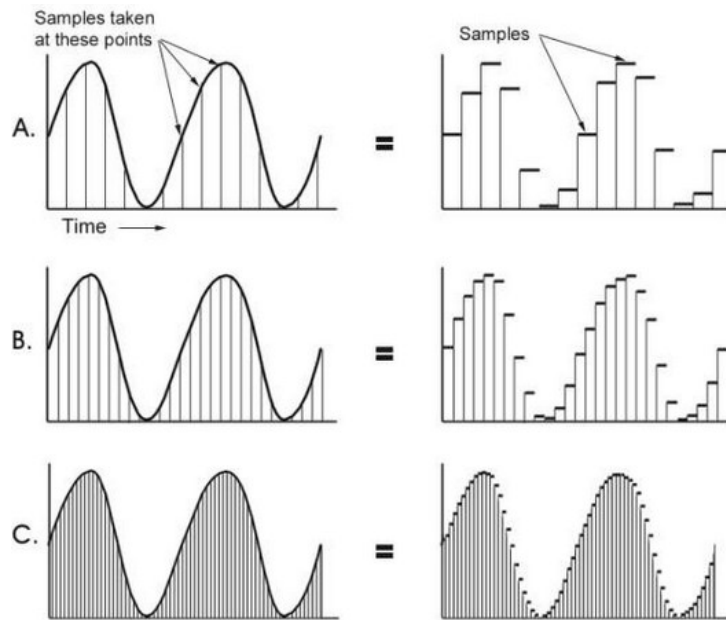 Samples taken
at these points
Samples
A.
=
Time
B.
=
C.
=